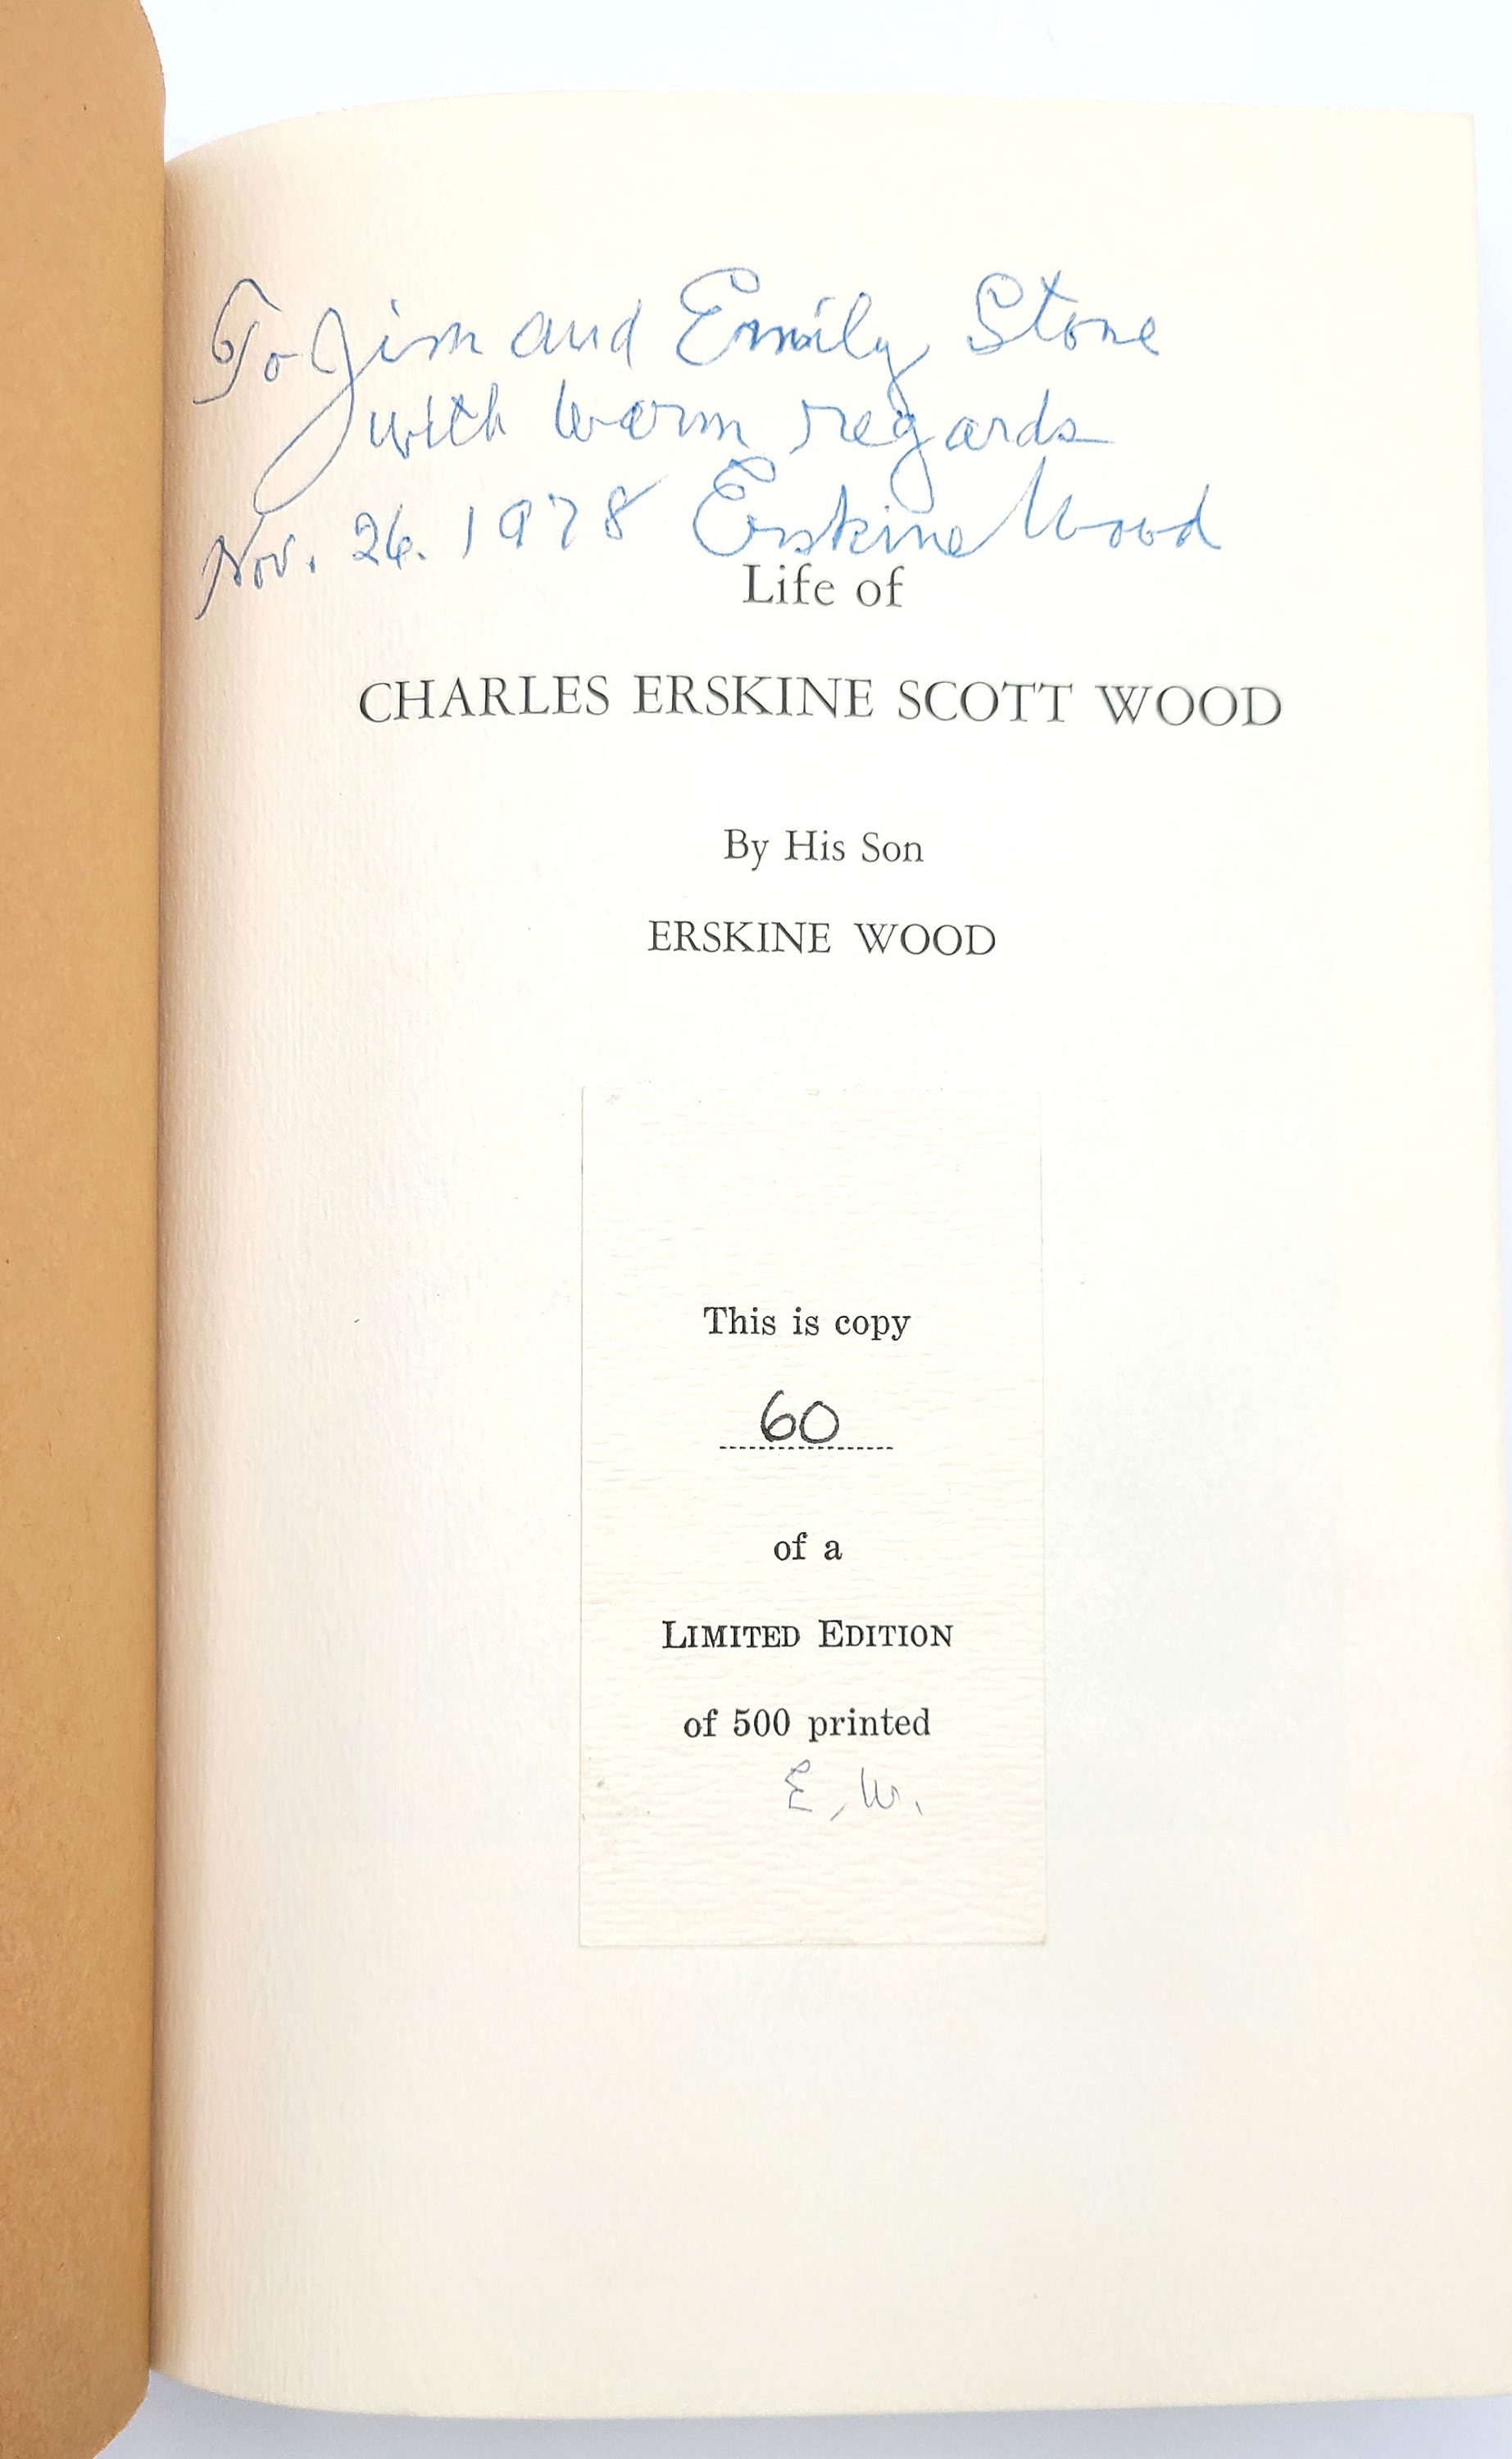 To Jim and Emily Stone
with warm regards
Nov. 26. 1978 Erskine Wood
Life of
CHARLES ERSKINE SCOTT WOOD
By His Son
ERSKINE WOOD
This is copy
60
of a
LIMITED EDITION
of 500 printed
E. W.